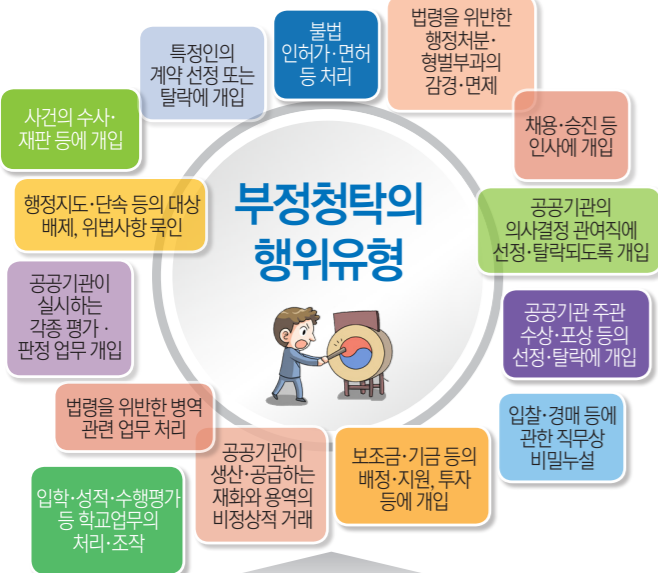 부정청탁의
행위유형
불법
인허가·면허
등 처리
법령을 위반한
행정처분·
형벌부과의
감경·면제
채용·승진 등
인사에 개입
공공기관의
의사결정 관여직에
선정·탈락되도록 개입
공공기관 주관
수상·포상 등의
선정·탈락에 개입
입찰·경매 등에
관한 직무상
비밀누설
보조금·기금 등의
배정·지원, 투자
등에 개입
공공기관이
생산·공급하는
재화와 용역의
비정상적 거래
입학·성적·수행평가
등 학교업무의
처리·조작
법령을 위반한 병역
관련 업무 처리
공공기관이
실시하는
각종 평가·
판정 업무 개입
행정지도·단속 등의 대상
배제, 위법사항 묵인
사건의 수사·
재판 등에 개입
특정인의
계약 선정 또는
탈락에 개입